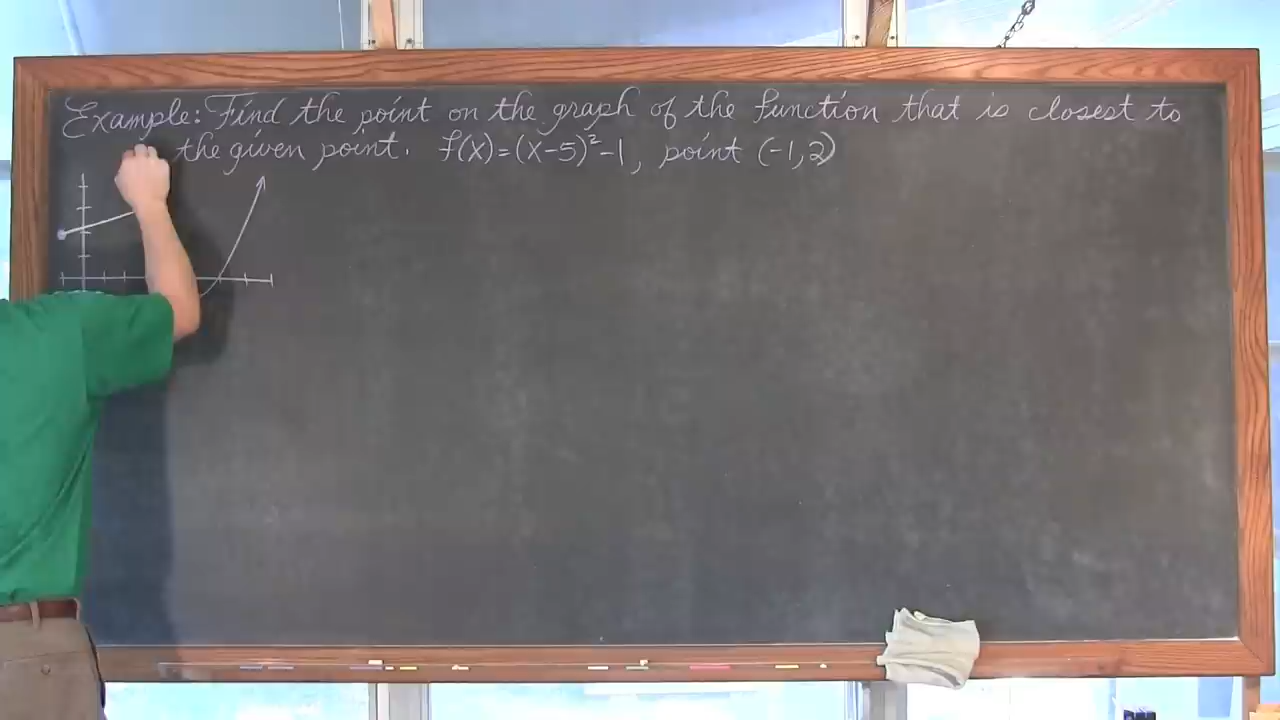 Example: Find the point on the graph of the function that is closest to
the given point. f(x)=(x-5)²-1, point (-1,2)